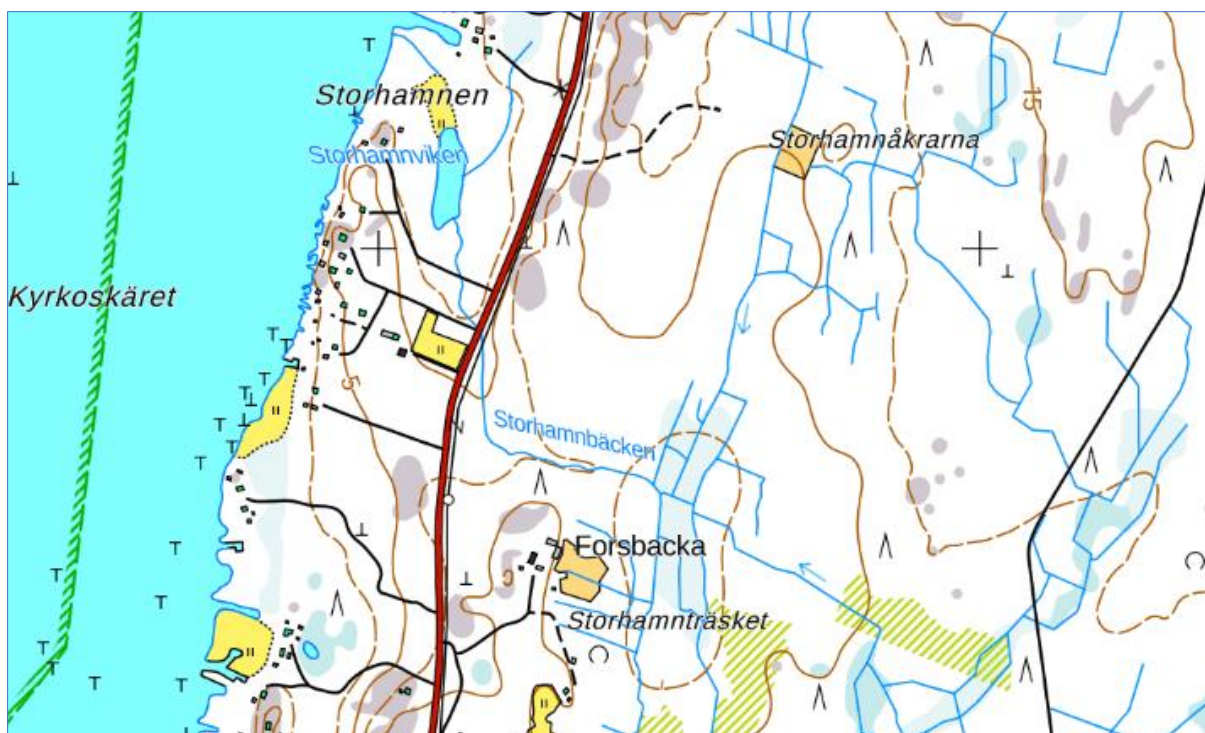 Storhamnen
15
Storhamnåkrarna
Storhamnviken
Kyrkoskäret
5
Storhamnbäcken
Forsbacka
Storhamnträsket